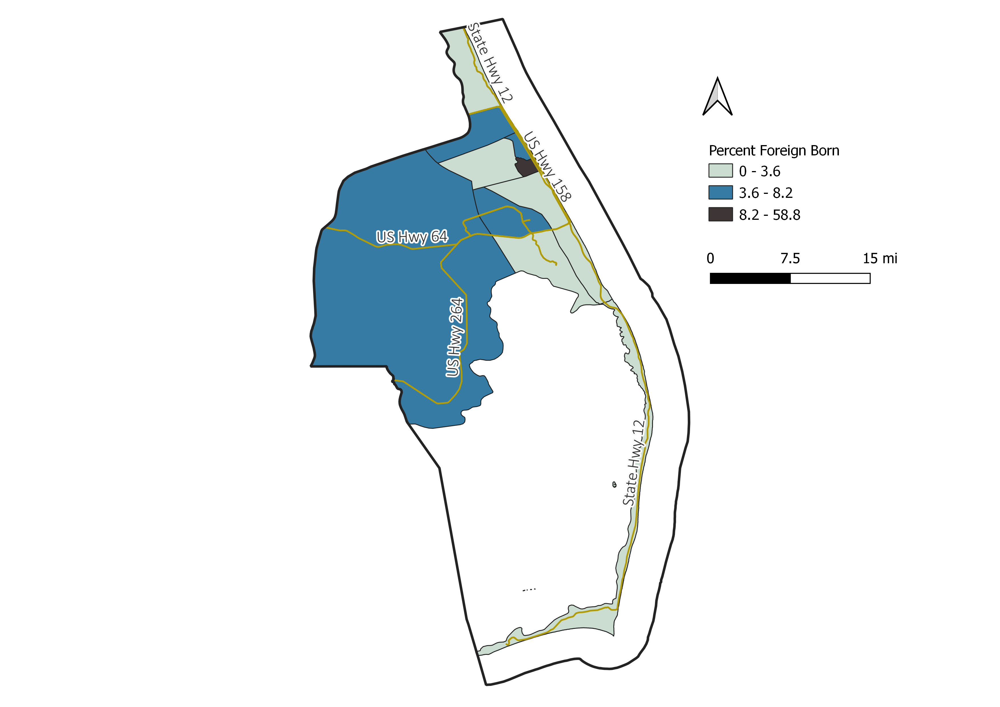 State Hwy 12
US Hwy 158
US Hwy 64
US Hwy 264
State Hwy 12
Percent Foreign Born
0 - 3.6
3.6 - 8.2
8.2 - 58.8
0 7.5 15 mi